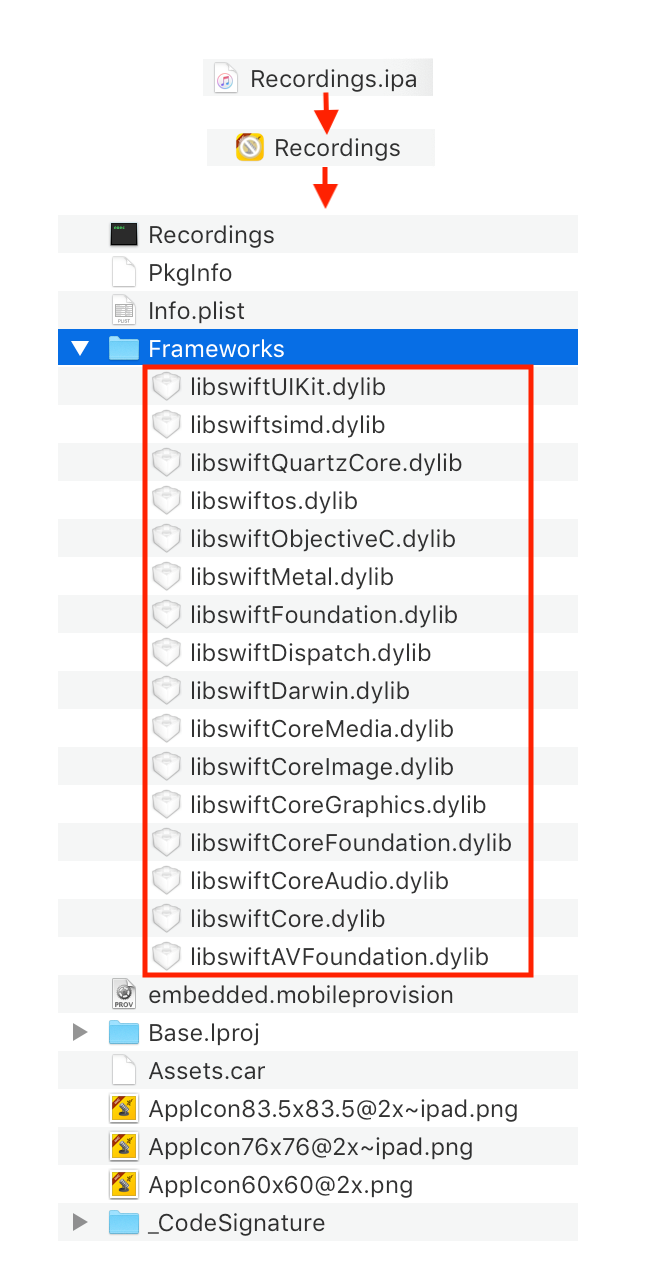 Recordings.ipa
Recordings
Recordings
PkgInfo
Info.plist
Frameworks
libswiftUIKit.dylib
libswiftsimd.dylib
libswiftQuartzCore.dylib
libswiftos.dylib
libswiftObjectiveC.dylib
libswiftMetal.dylib
libswiftFoundation.dylib
libswiftDispatch.dylib
libswiftDarwin.dylib
libswiftCoreMedia.dylib
libswiftCoreImage.dylib
libswiftCoreGraphics.dylib
libswiftCoreFoundation.dylib
libswiftCoreAudio.dylib
libswiftCore.dylib
libswiftAVFoundation.dylib
PROV embedded.mobileprovision
Base.lproj
Assets.car
AppIcon83.5x83.5@2x~ipad.png
AppIcon76x76@2x~ipad.png
AppIcon60x60@2x.png
_CodeSignature